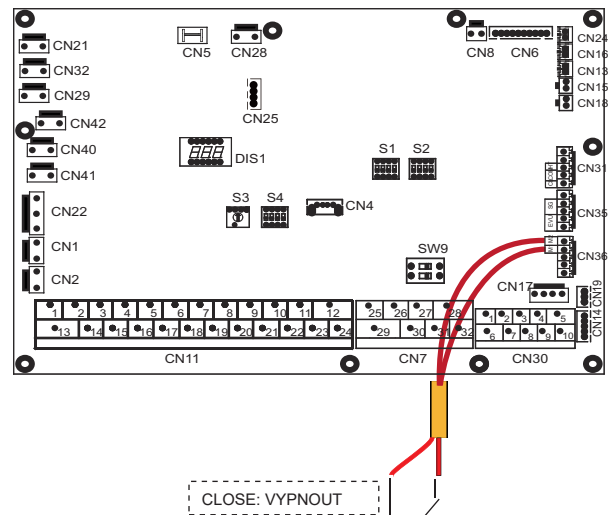 CN21
CN5
CN28
CN8
CN6
CN24
CN16
CN32
CN13
CN29
CN15
CN18
CN25
CN42
CN40
DIS1
S1
S2
CN31
CN41
S3
S4
CN4
CN22
EVU
SG
CN35
M1 M2
CN1
SW9
CN36
CN2
CN17
CN19
1 2 3 4 5 6 7 8 9 10 11 12
25 26 27 28
1 2 3 4 5
CN14
13 14 15 16 17 18 19 20 21 22 23 24
29 30 31 32
6 7 8 9 10
CN11
CN7
CN30
CLOSE: VYPNOUT